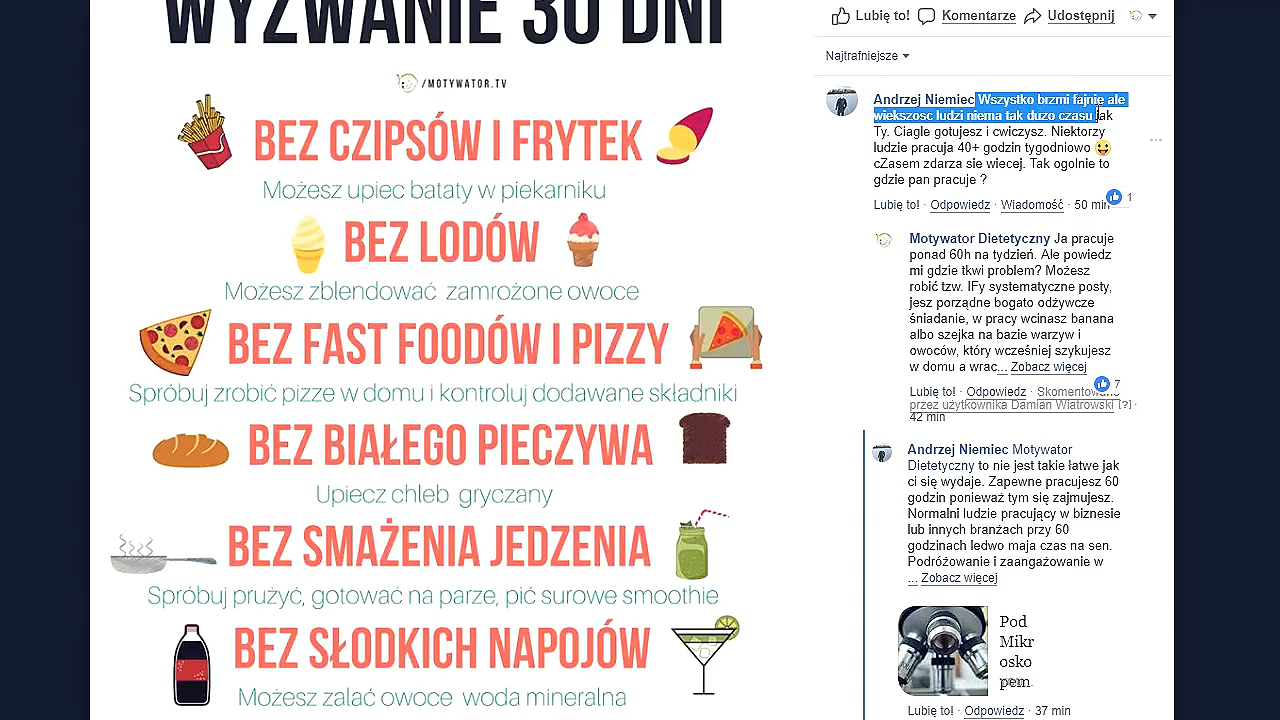 WYZWANIE 30 DNI
/MOTYWATOR.TV
BEZ CZIPSÓW I FRYTEK
Możesz upiec bataty w piekarniku
BEZ LODÓW
Możesz zblendować zamrożone owoce
BEZ FAST FOODÓW I PIZZY
Spróbuj zrobić pizze w domu i kontroluj dodawane składniki
BEZ BIAŁEGO PIECZYWA
Upiecz chleb gryczany
BEZ SMAŻENIA JEDZENIA
Spróbuj prużyć, gotować na parze, pić surowe smoothie
BEZ SŁODKICH NAPOJÓW
Możesz zalać owoce woda mineralna
Lubię to! Komentarze Udostępnij
Najtrafniejsze
Andrzej Niemiec Wszystko brzmi fajnie ale
wiekszosc ludzi niema tak duzo czasu jak
Ty. Ciagle gotujesz i cwiczysz. Niektorzy
ludzie pracuja 40+ godzin tygodniowo 😀
cZasem zdarza sie wiecej. Tak ogolnie to
gdzie pan pracuje ?
Lubię to! · Odpowiedz · Wiadomość · 50 min 1
Motywator Dietetyczny Ja pracuje
ponad 60h na tydzień. Ale powiedz
mi gdzie tkwi problem? Możesz
robić tzw. IFy systematyczne posty,
jesz porządne bogato odżywcze
śniadanie, w pracy wcinasz banana
albo szejka na bazie warzyw i
owoców, który wcześniej szykujesz
w domu a wrac... Zobacz więcej
Lubię to! · Odpowiedz · Skomentowano 7
przez użytkownika Damian Wiatrowski [?] ·
42 min
Andrzej Niemiec Motywator
Dietetyczny to nie jest takie łatwe jak
ci się wydaje. Zapewne pracujesz 60
godzin ponieważ tym się zajmujesz.
Normalni ludzie pracujący w biznesie
lub innych branżach przy 60
godzinach ledwo maja czas na sen.
Podróżowanie i zaangażowanie w
... Zobacz więcej
Pod
Mikr
osko
pem
Lubię to! · Odpowiedz · 37 min